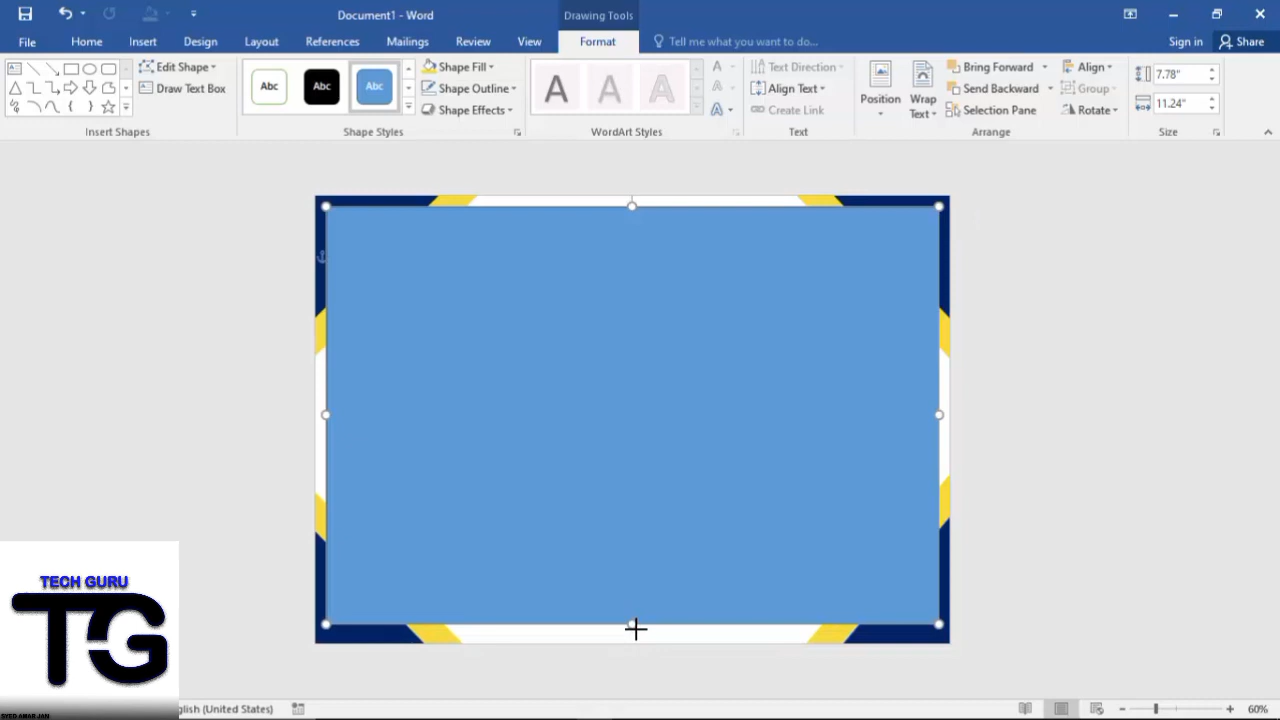 Document1 - Word
Drawing Tools
File
Home
Insert
Design
Layout
References
Mailings
Review
View
Format
Tell me what you want to do...
Sign in
Share
Edit Shape
Draw Text Box
Insert Shapes
Abc
Abc
Abc
Shape Fill
Shape Outline
Shape Effects
Shape Styles
A
A
A
A
A
A
WordArt Styles
Text Direction
Align Text
Create Link
Text
Position
Wrap
Text
Bring Forward
Send Backward
Selection Pane
Align
Group
Rotate
Arrange
7.78"
11.24"
Size
TECH GURU
TG
SYED AMAR JAN
glish (United States)
60%